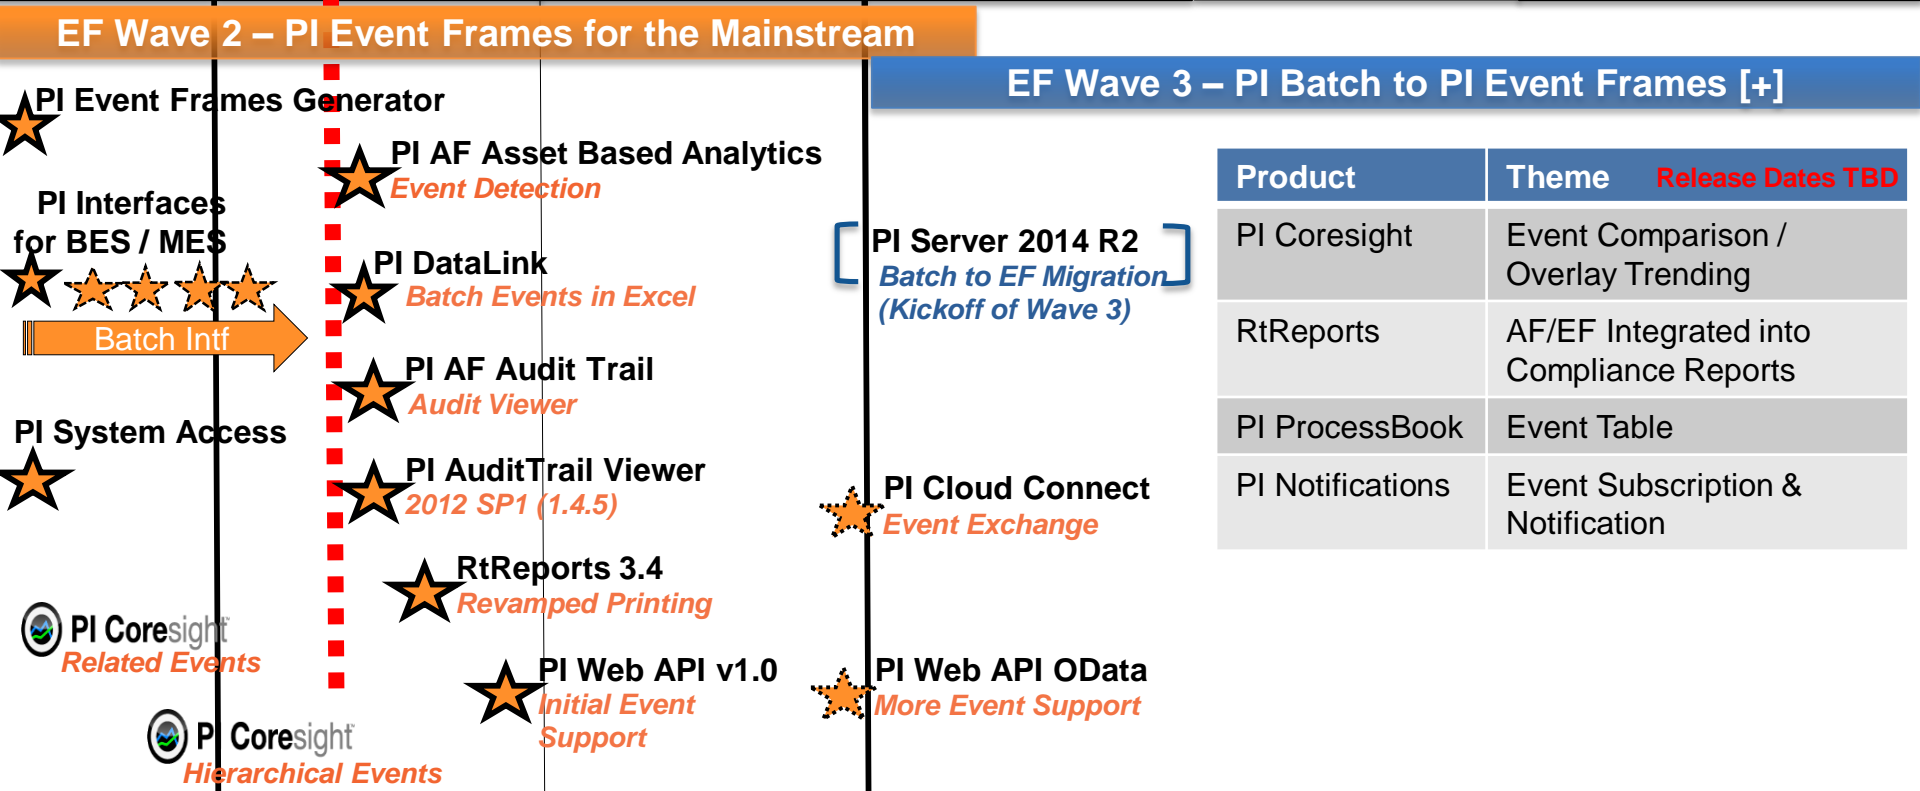 EF Wave 2 – PI Event Frames for the Mainstream
EF Wave 3 – PI Batch to PI Event Frames [+]
PI Event Frames Generator
PI Interfaces
for BES / MES
Batch Intf
PI System Access
PI Coresight
Related Events
PI Coresight
Hierarchical Events
PI AF Asset Based Analytics
Event Detection
PI DataLink
Batch Events in Excel
PI AF Audit Trail
Audit Viewer
PI AuditTrail Viewer
2012 SP1 (1.4.5)
RtReports 3.4
Revamped Printing
PI Web API v1.0
Initial Event
Support
PI Server 2014 R2
Batch to EF Migration
(Kickoff of Wave 3)
PI Cloud Connect
Event Exchange
PI Web API OData
More Event Support
Product Theme Release Dates TBD
PI Coresight Event Comparison /
Overlay Trending
RtReports AF/EF Integrated into
Compliance Reports
PI ProcessBook Event Table
PI Notifications Event Subscription &
Notification